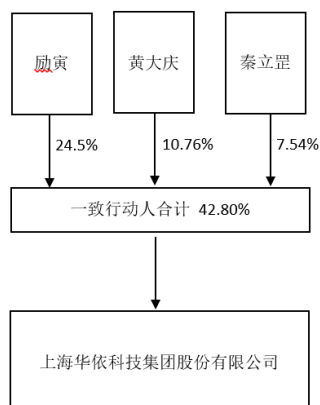 励寅
黄大庆
秦立罡
24.5%
10.76%
7.54%
一致行动人合计 42.80%
上海华依科技集团股份有限公司